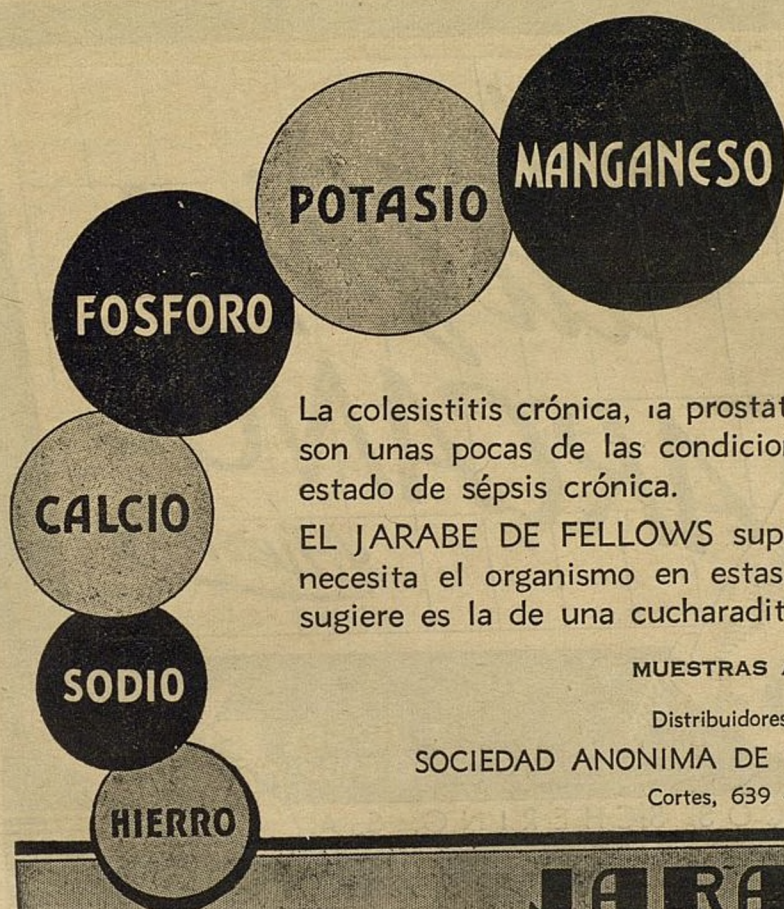 MANGANESO
POTASIO
FOSFORO
CALCIO
SODIO
HIERRO
La colesistitis crónica, la prostat
son unas pocas de las condicion
estado de sépsis crónica.
EL JARABE DE FELLOWS sup
necesita el organismo en estas
sugiere es la de una cucharadit
MUESTRAS
Distribuidores
SOCIEDAD ANONIMA DE
Cortes, 639
JARA